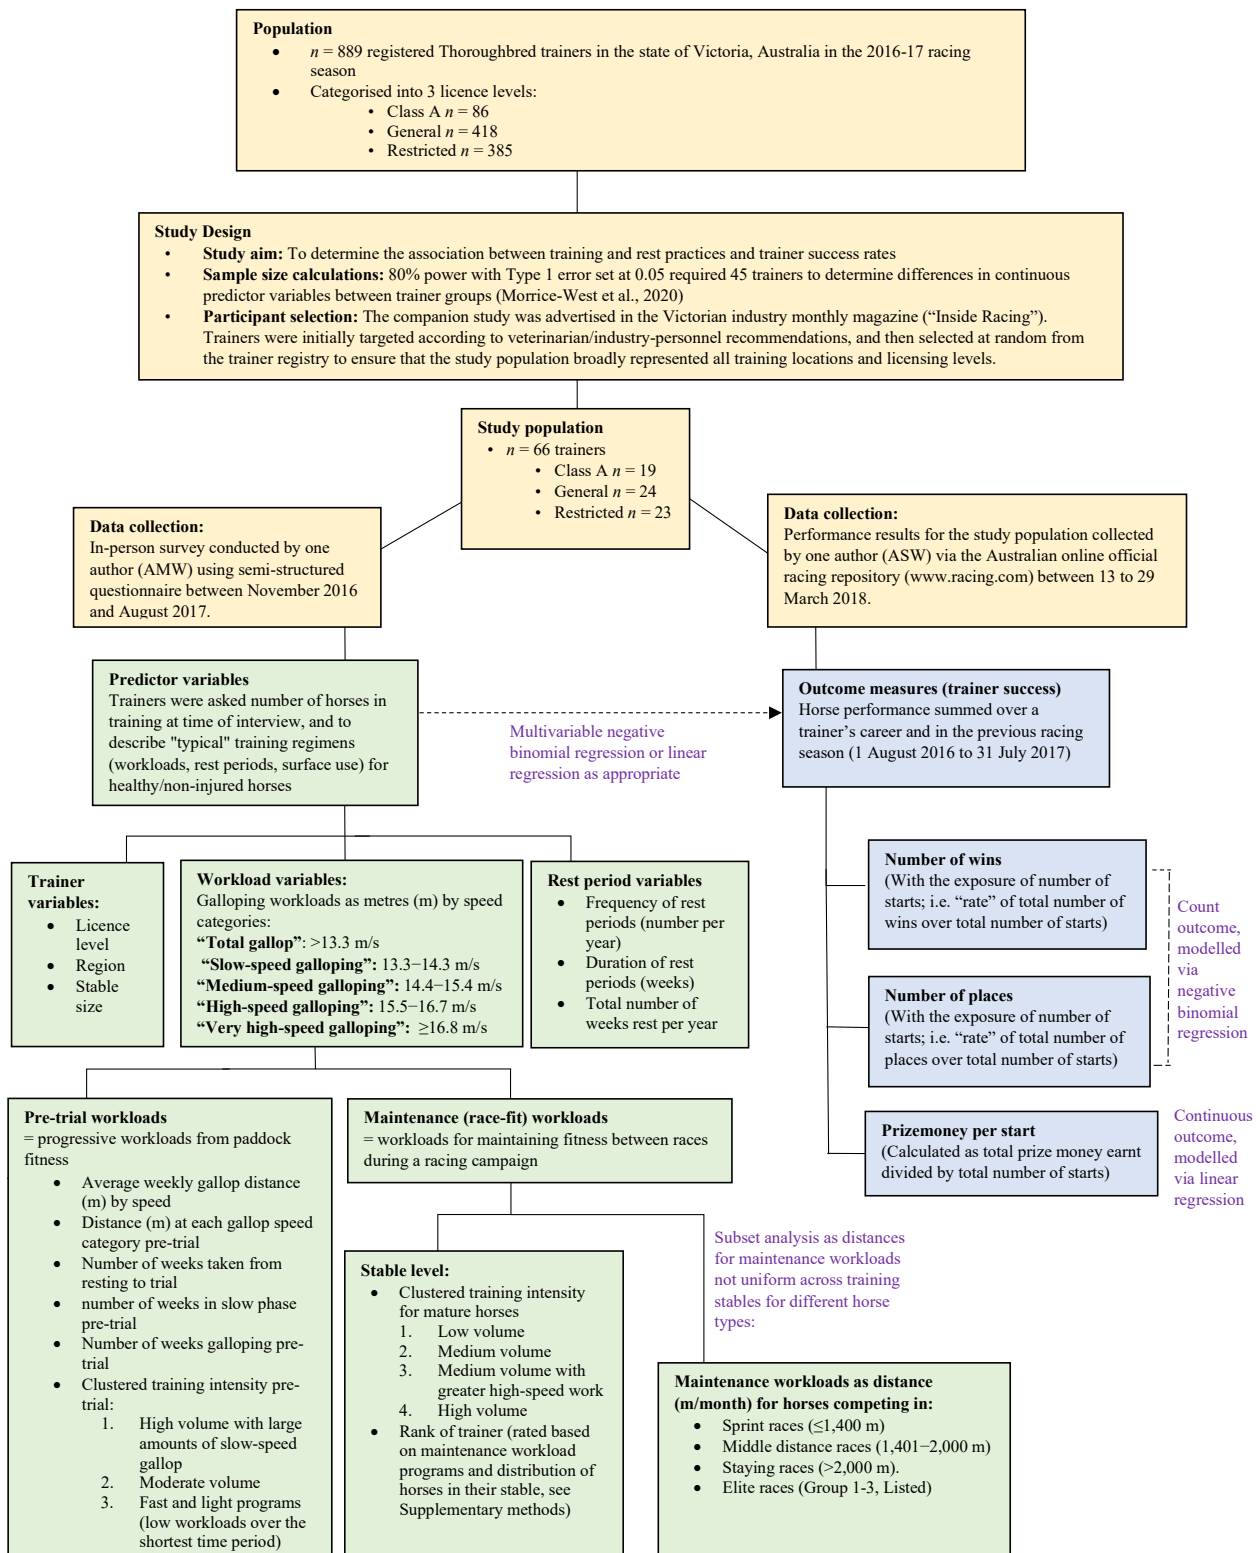 Population
• n = 889 registered Thoroughbred trainers in the state of Victoria, Australia in the 2016-17 racing
season
• Categorised into 3 licence levels:
• Class A n = 86
• General n = 418
• Restricted n = 385
Study Design
• Study aim: To determine the association between training and rest practices and trainer success rates
• Sample size calculations: 80% power with Type 1 error set at 0.05 required 45 trainers to determine differences in continuous
predictor variables between trainer groups (Morrice-West et al., 2020)
• Participant selection: The companion study was advertised in the Victorian industry monthly magazine (“Inside Racing”).
Trainers were initially targeted according to veterinarian/industry-personnel recommendations, and then selected at random from
the trainer registry to ensure that the study population broadly represented all training locations and licensing levels.
Study population
• n = 66 trainers
• Class A n = 19
• General n = 24
• Restricted n = 23
Data collection:
In-person survey conducted by one
author (AMW) using semi-structured
questionnaire between November 2016
and August 2017.
Data collection:
Performance results for the study population collected
by one author (ASW) via the Australian online official
racing repository (www.racing.com) between 13 to 29
March 2018.
Predictor variables
Trainers were asked number of horses in
training at time of interview, and to
describe "typical" training regimens
(workloads, rest periods, surface use) for
healthy/non-injured horses
Multivariable negative
binomial regression or linear
regression as appropriate
Outcome measures (trainer success)
Horse performance summed over a
trainer’s career and in the previous racing
season (1 August 2016 to 31 July 2017)
Trainer
variables:
• Licence
level
• Region
• Stable
size
Workload variables:
Galloping workloads as metres (m) by speed
categories:
“Total gallop”: >13.3 m/s
“Slow-speed galloping”: 13.3−14.3 m/s
“Medium-speed galloping”: 14.4−15.4 m/s
“High-speed galloping”: 15.5−16.7 m/s
“Very high-speed galloping”: ≥16.8 m/s
Rest period variables
• Frequency of rest
periods (number per
year)
• Duration of rest
periods (weeks)
• Total number of
weeks rest per year
Number of wins
(With the exposure of number of
starts; i.e. “rate” of total number of
wins over total number of starts)
Number of places
(With the exposure of number of
starts; i.e. “rate” of total number of
places over total number of starts)
Count
outcome,
modelled
via
negative
binomial
regression
Prizemoney per start
(Calculated as total prize money earnt
divided by total number of starts)
Continuous
outcome,
modelled
via linear
regression
Pre-trial workloads
= progressive workloads from paddock
fitness
• Average weekly gallop distance
(m) by speed
• Distance (m) at each gallop speed
category pre-trial
• Number of weeks taken from
resting to trial
• number of weeks in slow phase
pre-trial
• Number of weeks galloping pre-
trial
• Clustered training intensity pre-
trial:
1. High volume with large
amounts of slow-speed
gallop
2. Moderate volume
3. Fast and light programs
(low workloads over the
shortest time period)
Maintenance (race-fit) workloads
= workloads for maintaining fitness between races
during a racing campaign
Stable level:
• Clustered training intensity
for mature horses
1. Low volume
2. Medium volume
3. Medium volume with
greater high-speed work
4. High volume
• Rank of trainer (rated based
on maintenance workload
programs and distribution of
horses in their stable, see
Supplementary methods)
Subset analysis as distances
for maintenance workloads
not uniform across training
stables for different horse
types:
Maintenance workloads as distance
(m/month) for horses competing in:
• Sprint races (≤1,400 m)
• Middle distance races (1,401−2,000 m)
• Staying races (>2,000 m).
• Elite races (Group 1-3, Listed)